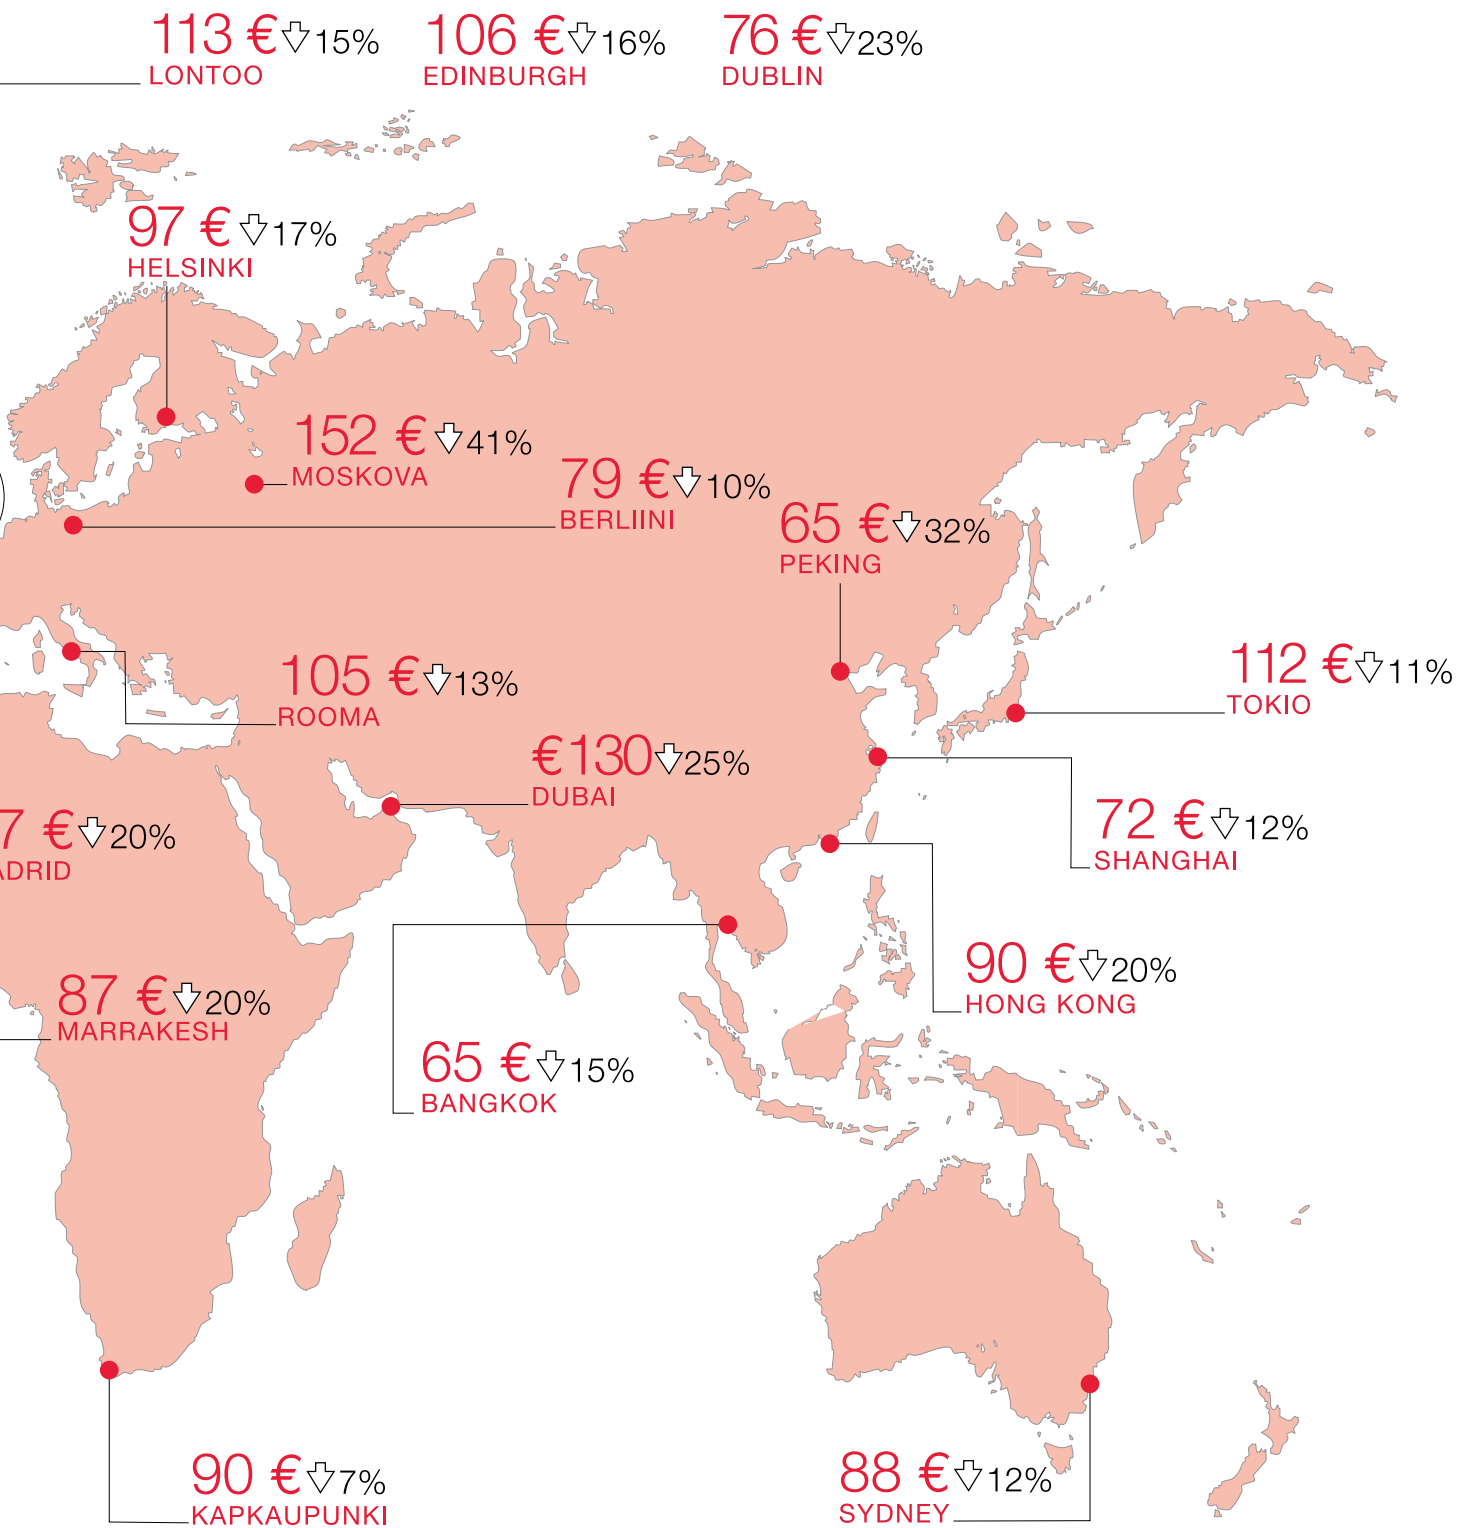 113 € 15%
LONTOO
106 € 16%
EDINBURGH
76 € 23%
DUBLIN
97 € 17%
HELSINKI
152 € 41%
MOSKOVA
79 € 10%
BERLIINI
65 € 32%
PEKING
112 € 11%
TOKIO
105 € 13%
ROOMA
€130 25%
DUBAI
72 € 12%
SHANGHAI
7 € 20%
ADRID
90 € 20%
HONG KONG
87 € 20%
MARRAKESH
65 € 15%
BANGKOK
90 € 7%
KAPKAUPUNKI
88 € 12%
SYDNEY